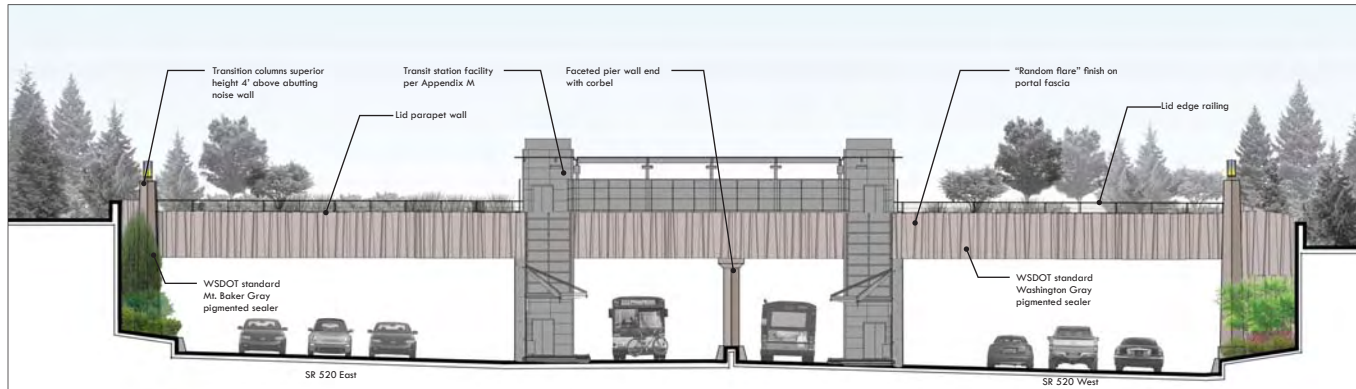 Transition columns superior
height 4' above abutting
noise wall
Transit station facility
per Appendix M
Faceted pier wall end
with corbel
“Random flare” finish on
portal fascia
Lid parapet wall
Lid edge railing
WSDOT standard
Mt. Baker Gray
pigmented sealer
WSDOT standard
Washington Gray
pigmented sealer
SR 520 East
SR 520 West